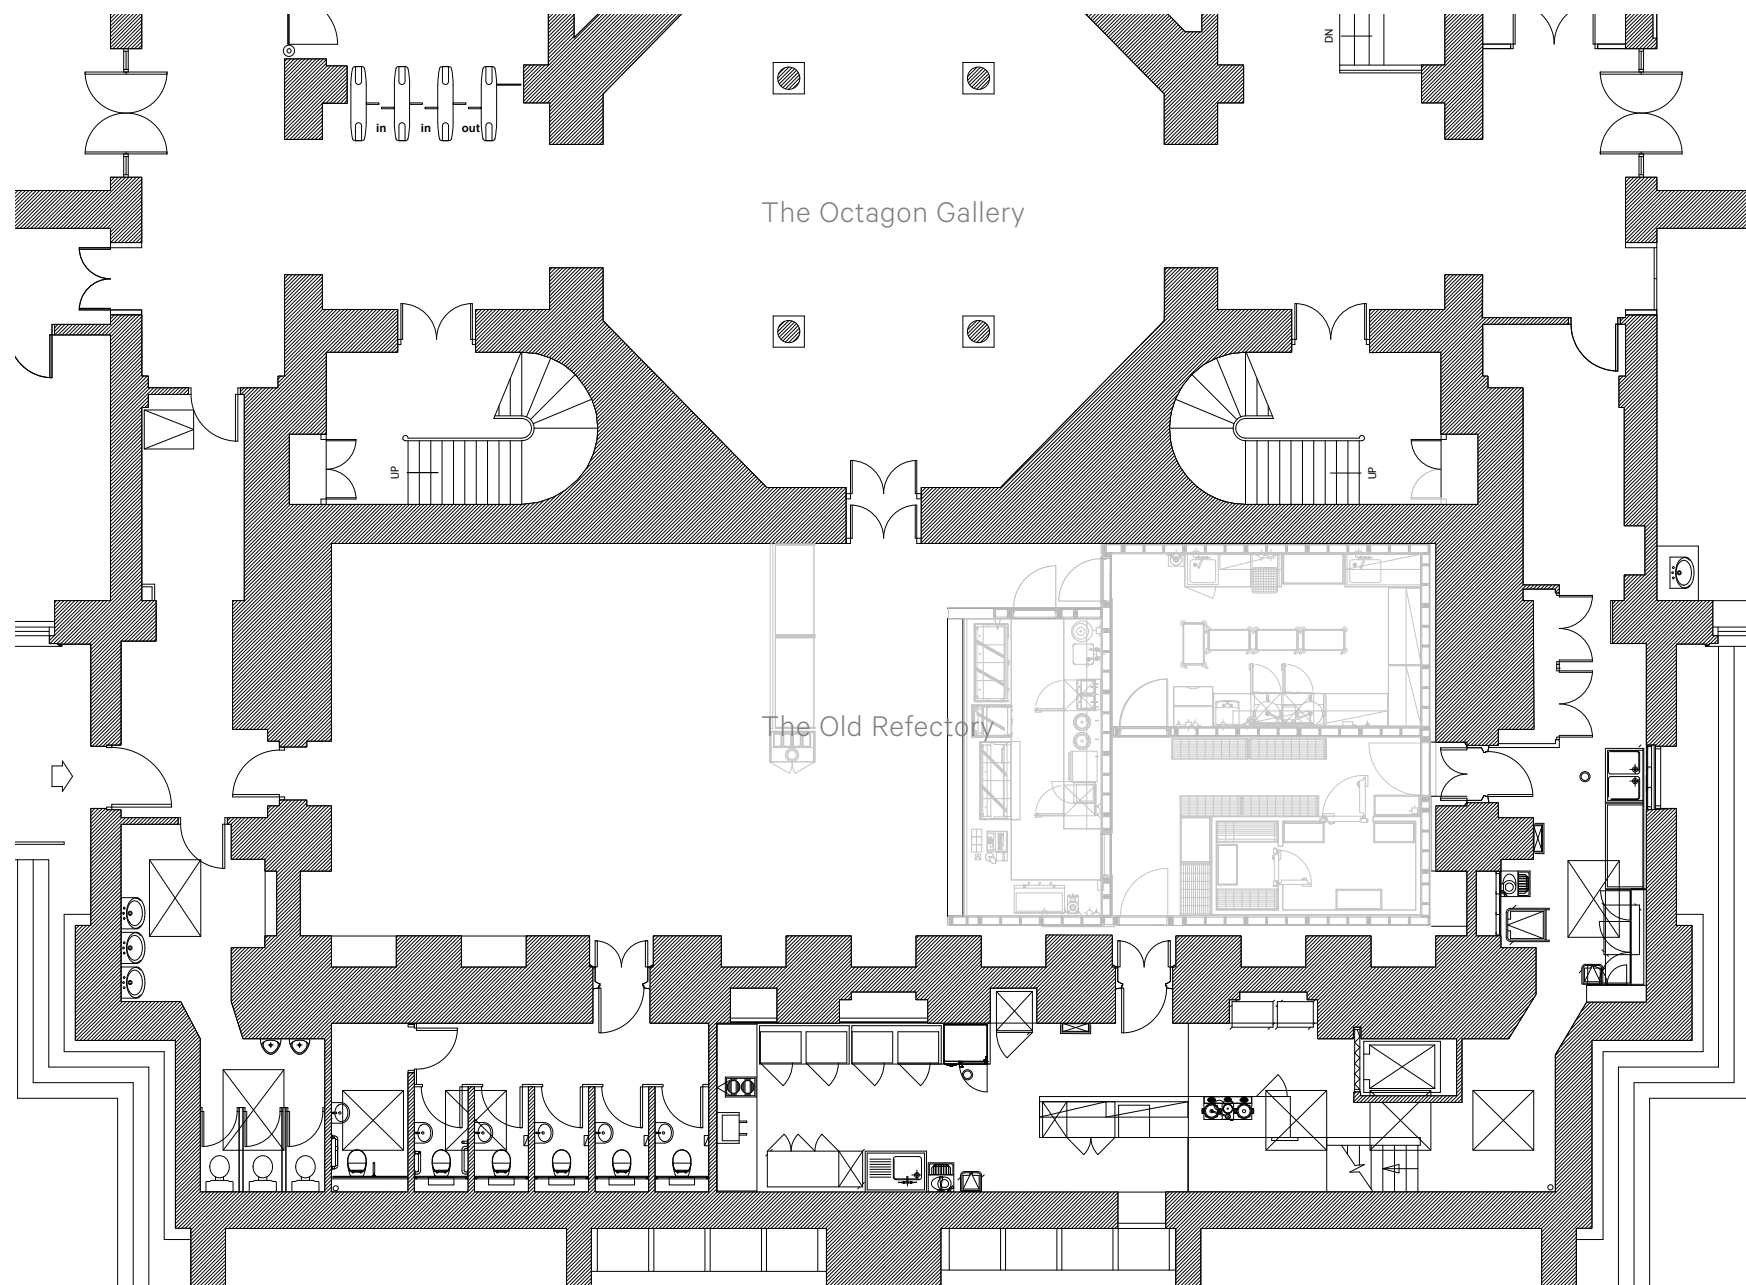 DN
in in out
The Octagon Gallery
UP
UP
The Old Refectory